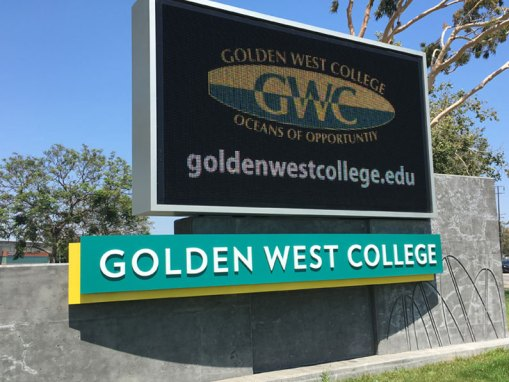 GOLDEN WEST COLLEGE
GWC
OCEANS OF OPPORTUNITY
goldenwestcollege.edu
GOLDEN WEST COLLEGE